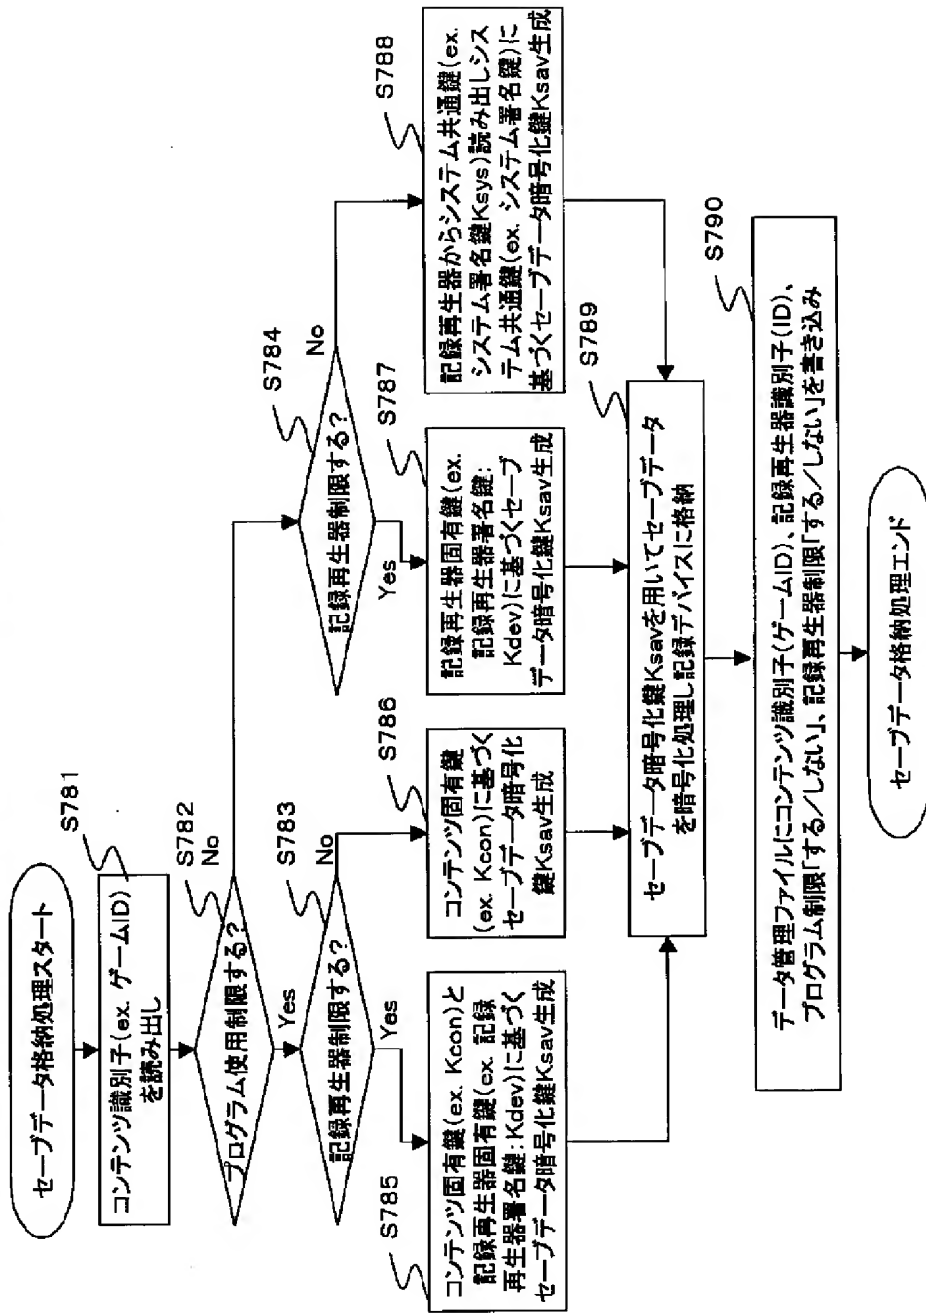 セーブデータ格納処理スタート
S781
コンテンツ識別子(ex. ゲームID)
を読み出し
S782
プログラム使用制限する?
No
Yes
S783
記録再生器制限する?
No
Yes
S784
記録再生器制限する?
No
Yes
S785
コンテンツ固有鍵(ex. Kcon)と
記録再生器固有鍵(ex. 記録
再生器署名鍵:Kdev)に基づく
セーブデータ暗号化鍵Ksav生成
S786
コンテンツ固有鍵
(ex. Kcon)に基づく
セーブデータ暗号化
鍵Ksav生成
S787
記録再生器固有鍵(ex.
記録再生器署名鍵:
Kdev)に基づくセーブ
データ暗号化鍵Ksav生成
S788
記録再生器からシステム共通鍵(ex.
システム署名鍵Ksys)読み出しシス
テム共通鍵(ex. システム署名鍵)に
基づくセーブデータ暗号化鍵Ksav生成
S789
セーブデータ暗号化鍵Ksavを用いてセーブデータ
を暗号化処理し記録デバイスに格納
S790
データ管理ファイルにコンテンツ識別子(ゲームID)、記録再生器識別子(ID)、
プログラム制限「する/しない」、記録再生器制限「する/しない」を書き込み
セーブデータ格納処理エンド